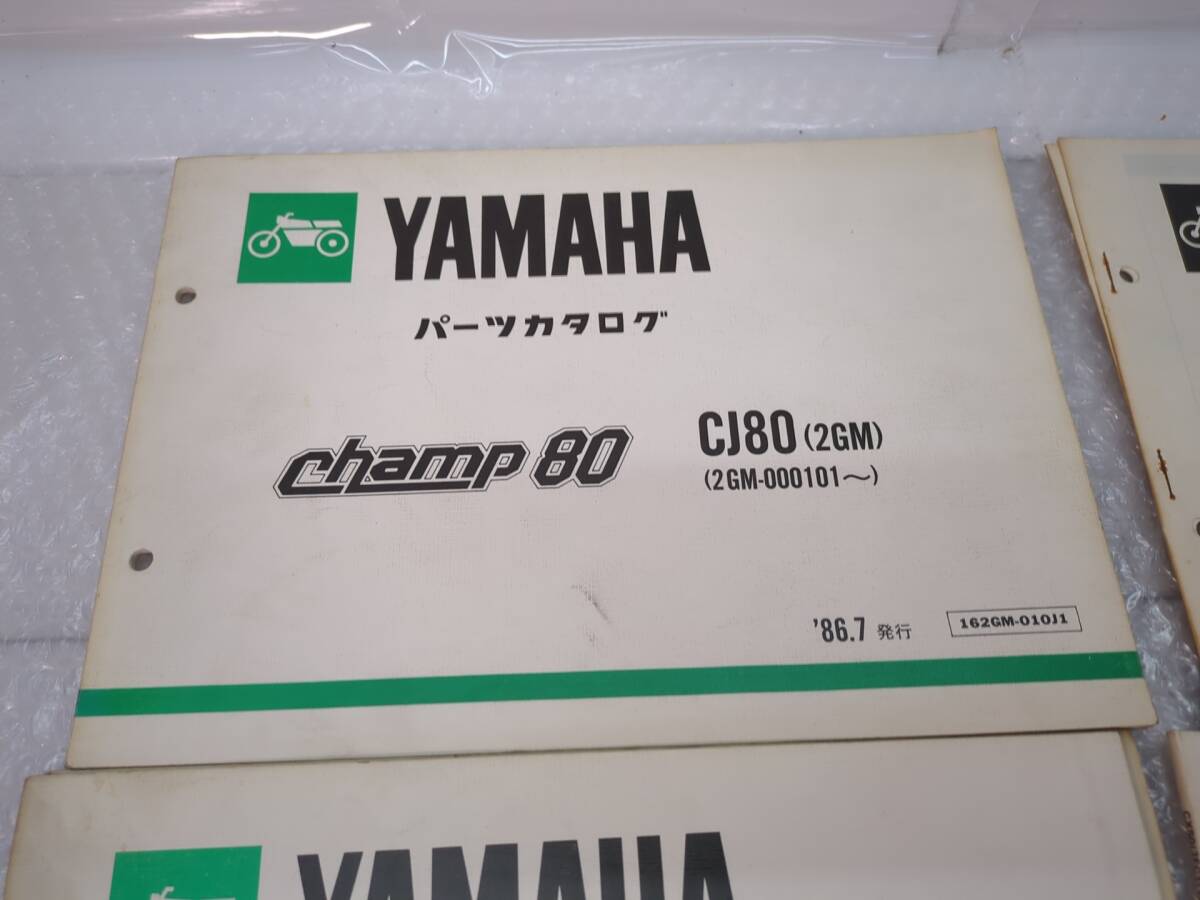 YAMAHA
パーツカタログ
champ 80
CJ80 (2GM)
(2GM-000101〜)
'86.7 発行
162GM-010J1
YAMAHA